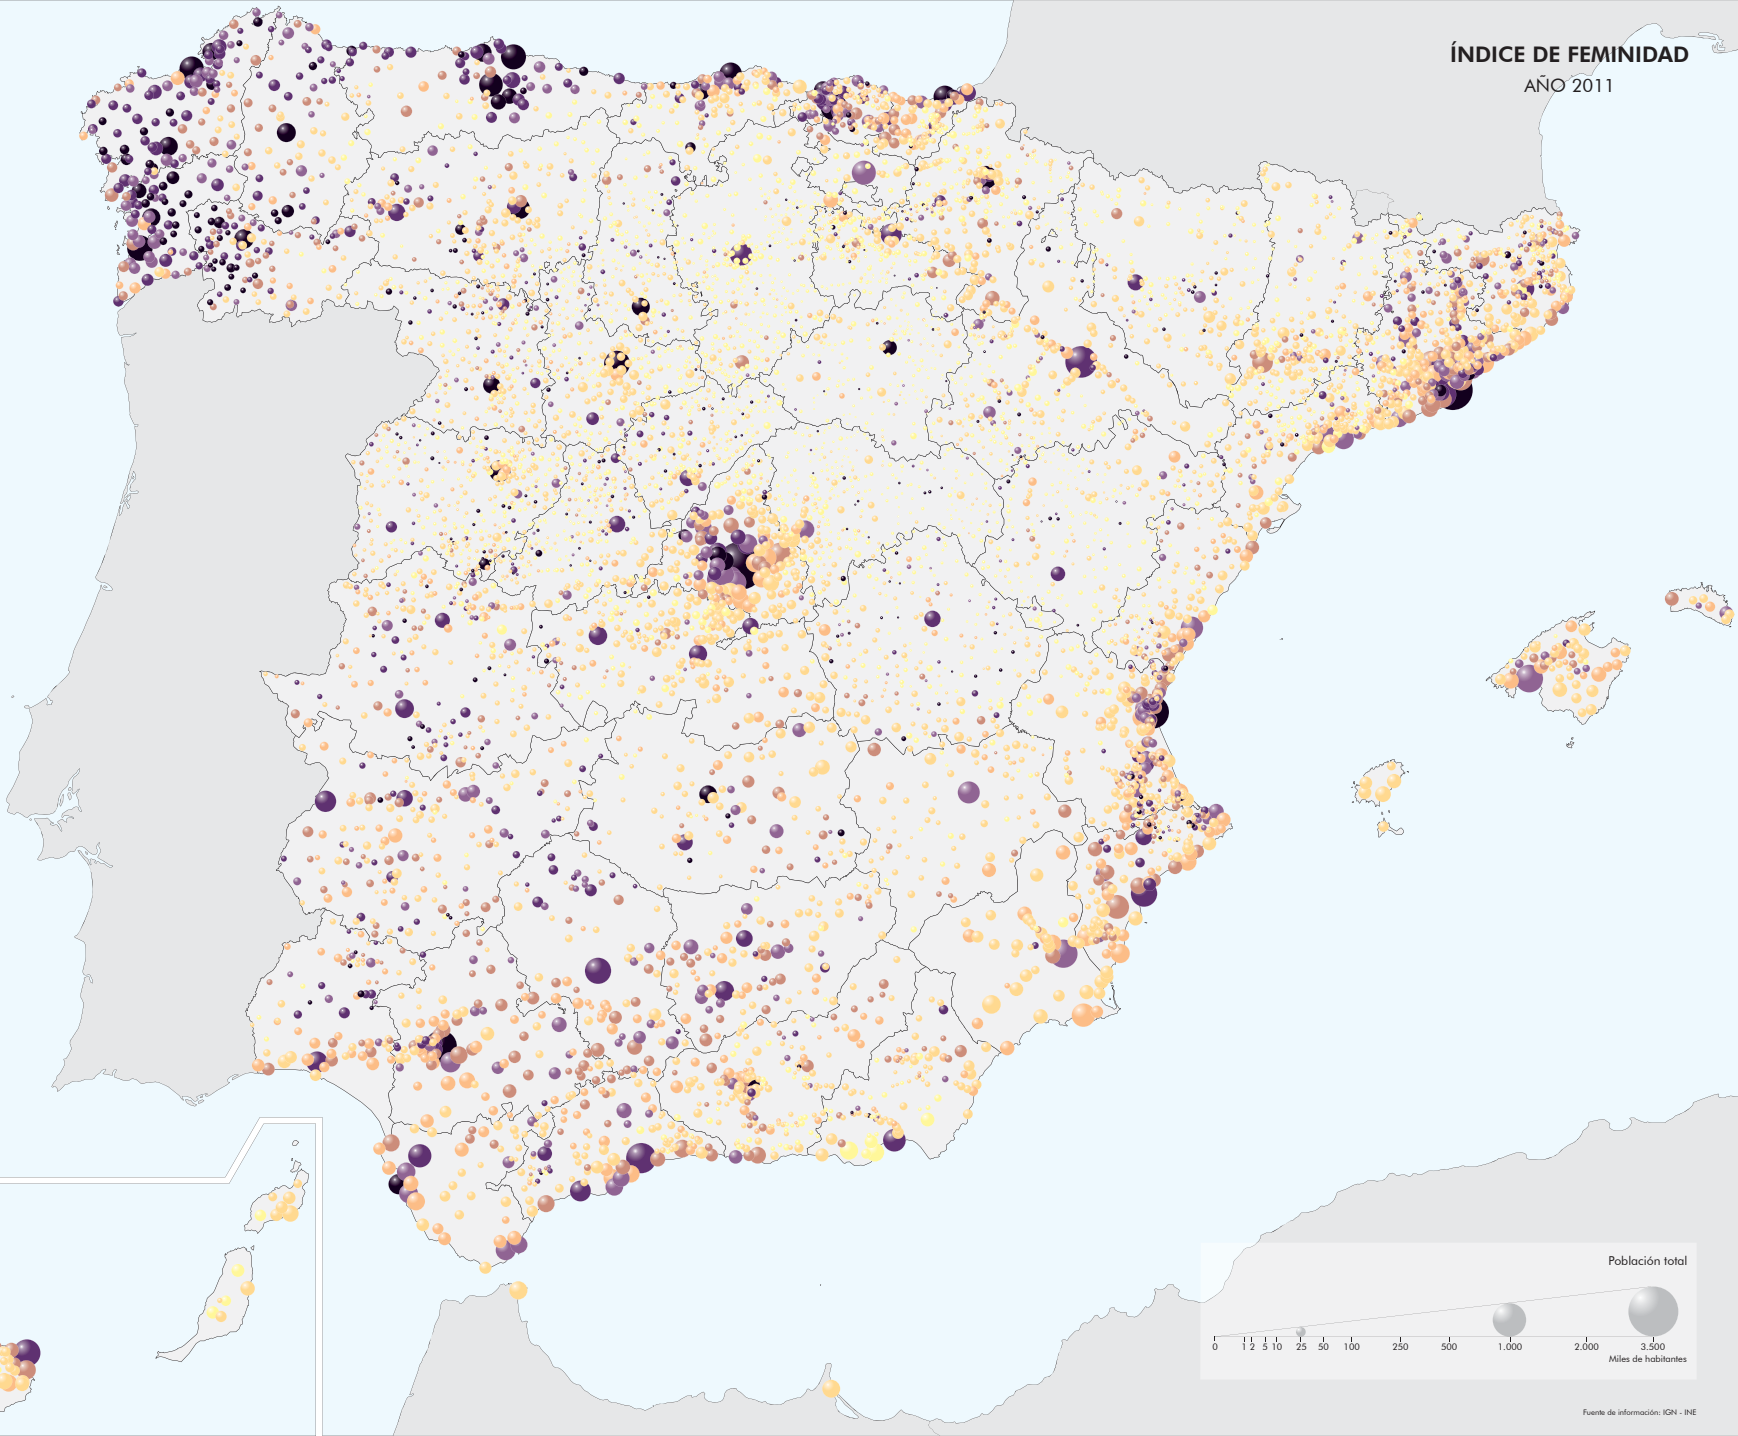 ÍNDICE DE FEMINIDAD
AÑO 2011
Población total
0 1 2 5 10 25 50 100 250 500 1.000 2.000 3.500
Miles de habitantes
Fuente de información: IGN - INE